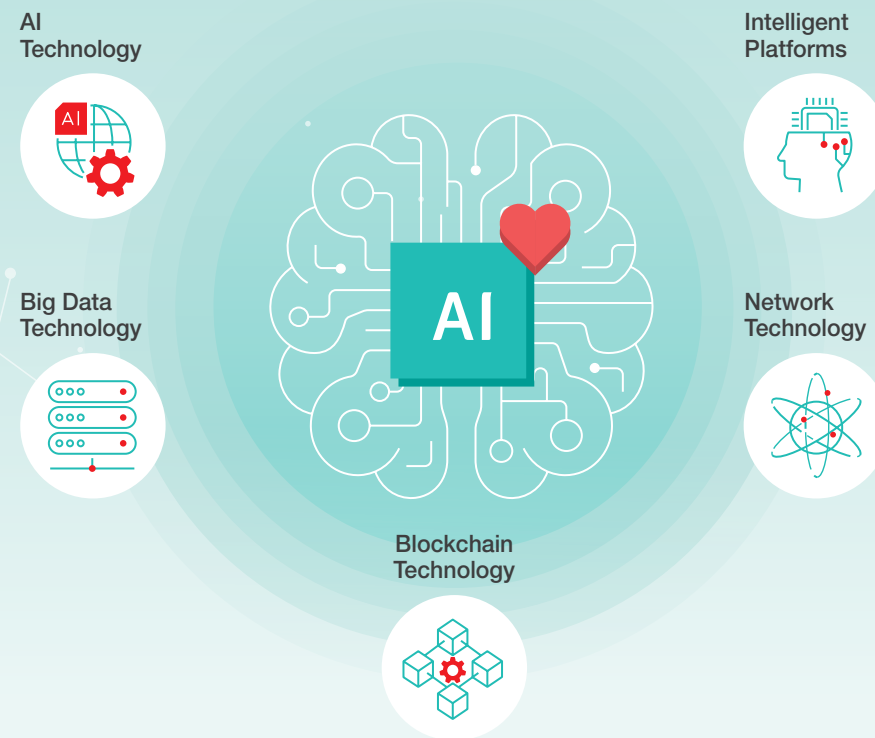 AI
Technology
AI
Intelligent
Platforms
AI
Big Data
Technology
Network
Technology
Blockchain
Technology